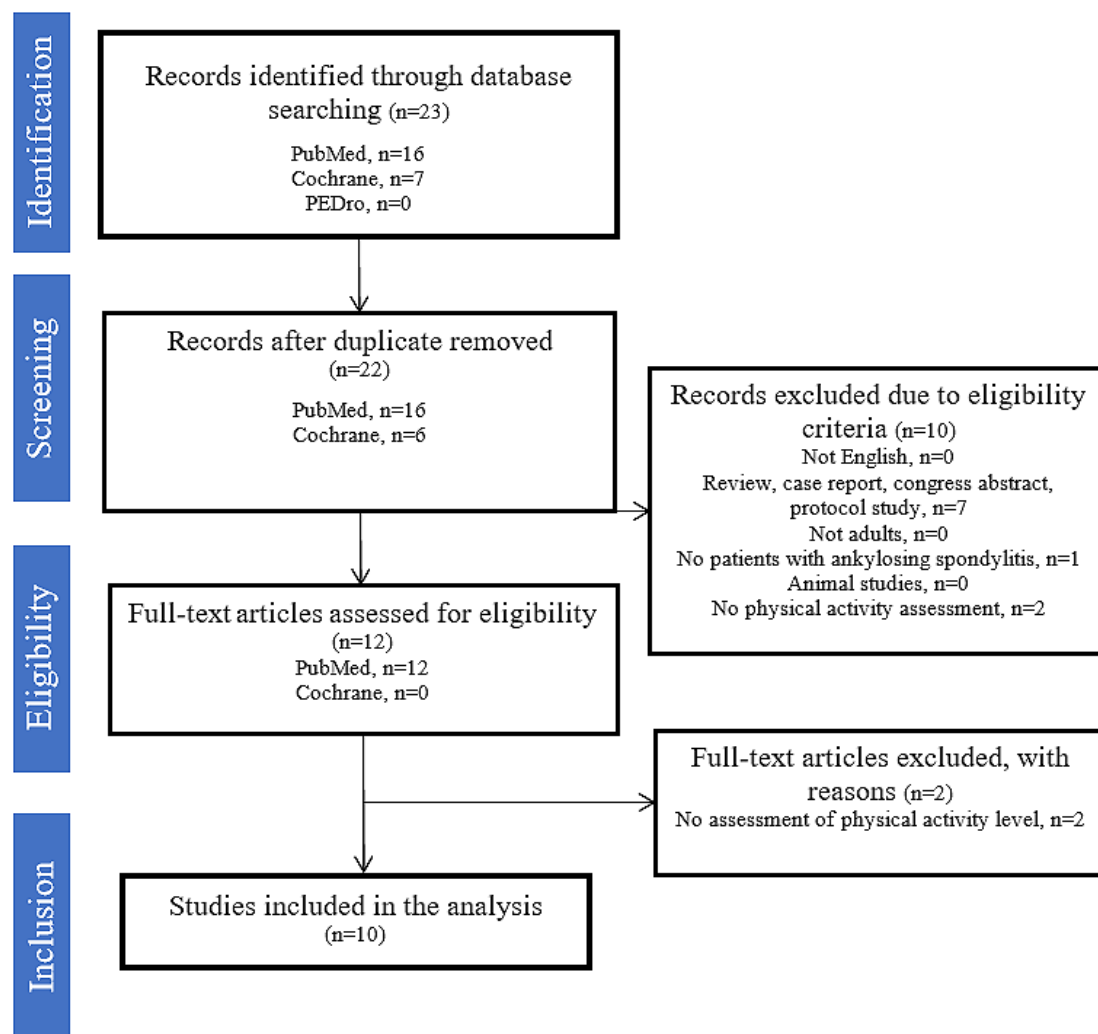 Identification
Records identified through database
searching (n=23)
PubMed, n=16
Cochrane, n=7
PEDro, n=0
Screening
Records after duplicate removed
(n=22)
PubMed, n=16
Cochrane, n=6
Records excluded due to eligibility
criteria (n=10)
Not English, n=0
Review, case report, congress abstract,
protocol study, n=7
Not adults, n=0
No patients with ankylosing spondylitis, n=1
Animal studies, n=0
No physical activity assessment, n=2
Eligibility
Full-text articles assessed for eligibility
(n=12)
PubMed, n=12
Cochrane, n=0
Full-text articles excluded, with
reasons (n=2)
No assessment of physical activity level, n=2
Inclusion
Studies included in the analysis
(n=10)